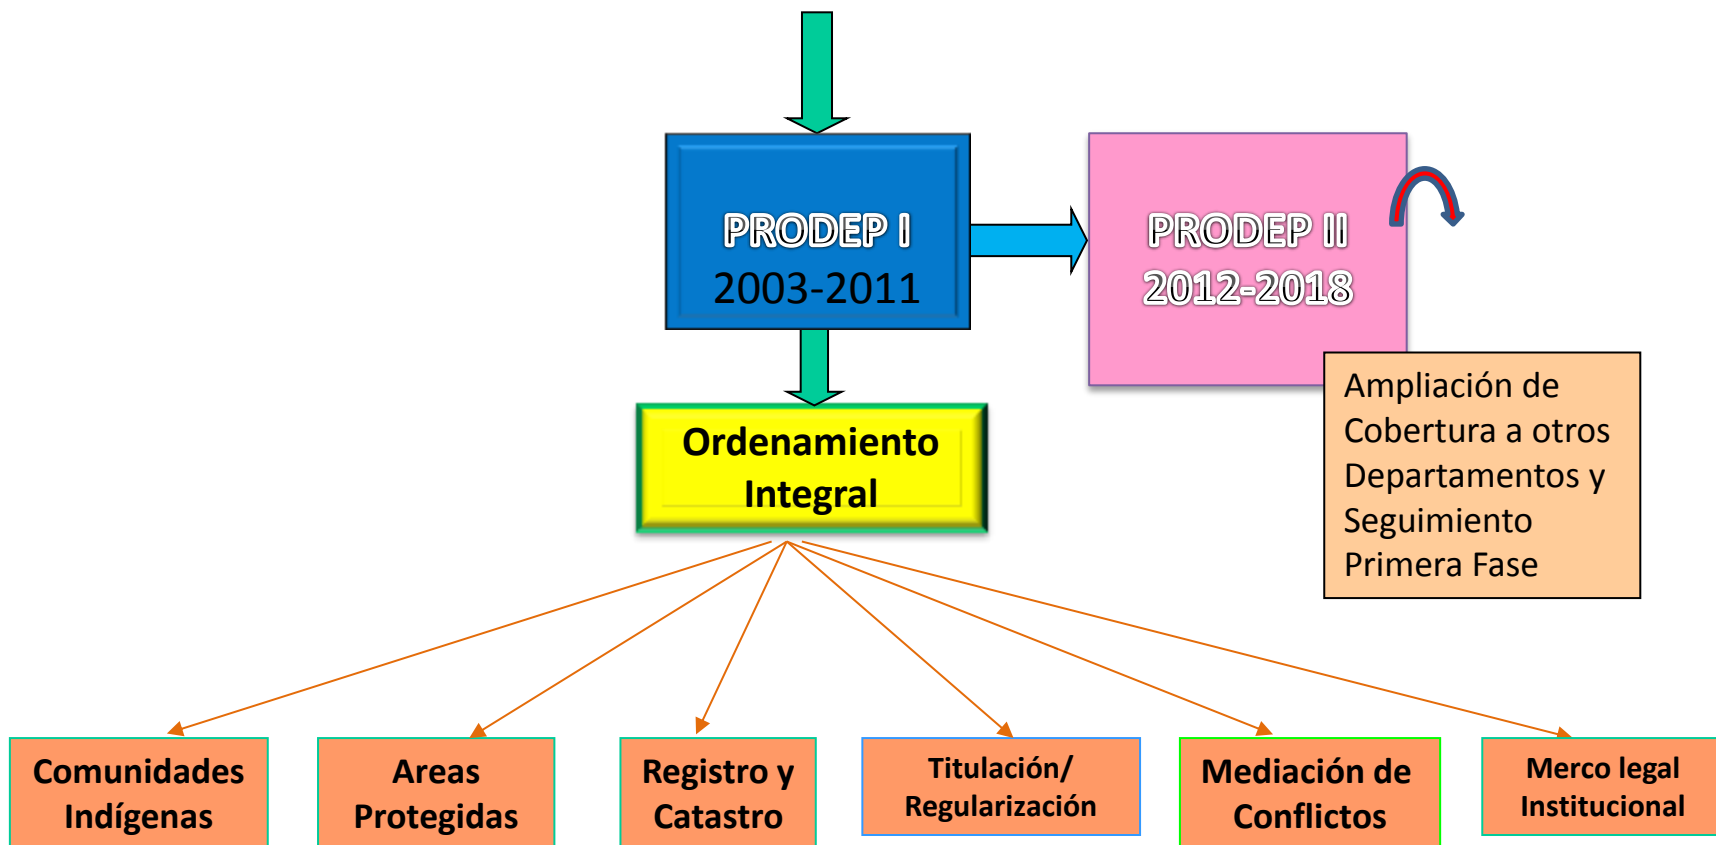 PRODEP I
2003-2011
PRODEP II
2012-2018
Ampliación de
Cobertura a otros
Departamentos y
Seguimiento
Primera Fase
Ordenamiento
Integral
Comunidades
Indígenas
Areas
Protegidas
Registro y
Catastro
Titulación/
Regularización
Mediación de
Conflictos
Merco legal
Institucional